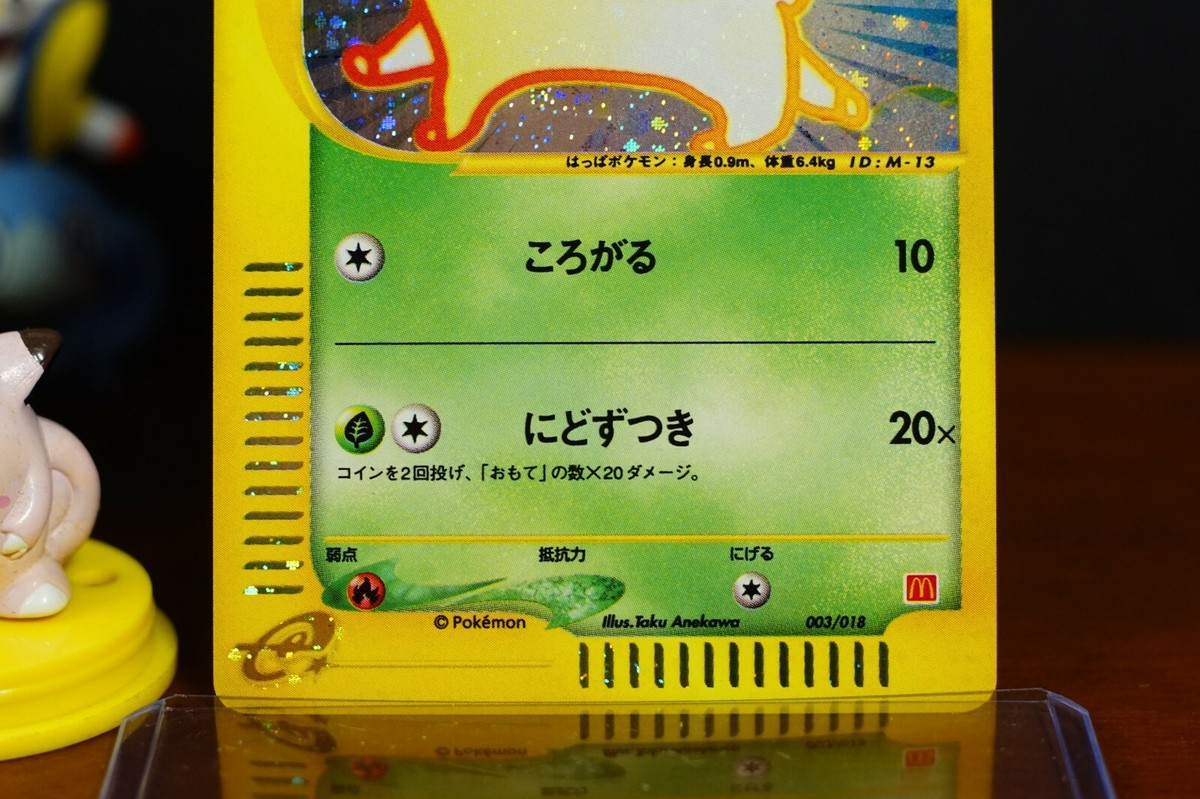 はっぱポケモン：身長0.9m、体重6.4kg ID：M-13
ころがる 10
にどずつき 20×
コインを2回投げ、「おもて」の数×20ダメージ。
弱点 抵抗力 にげる
© Pokémon Illus.Taku Anekawa 003/018